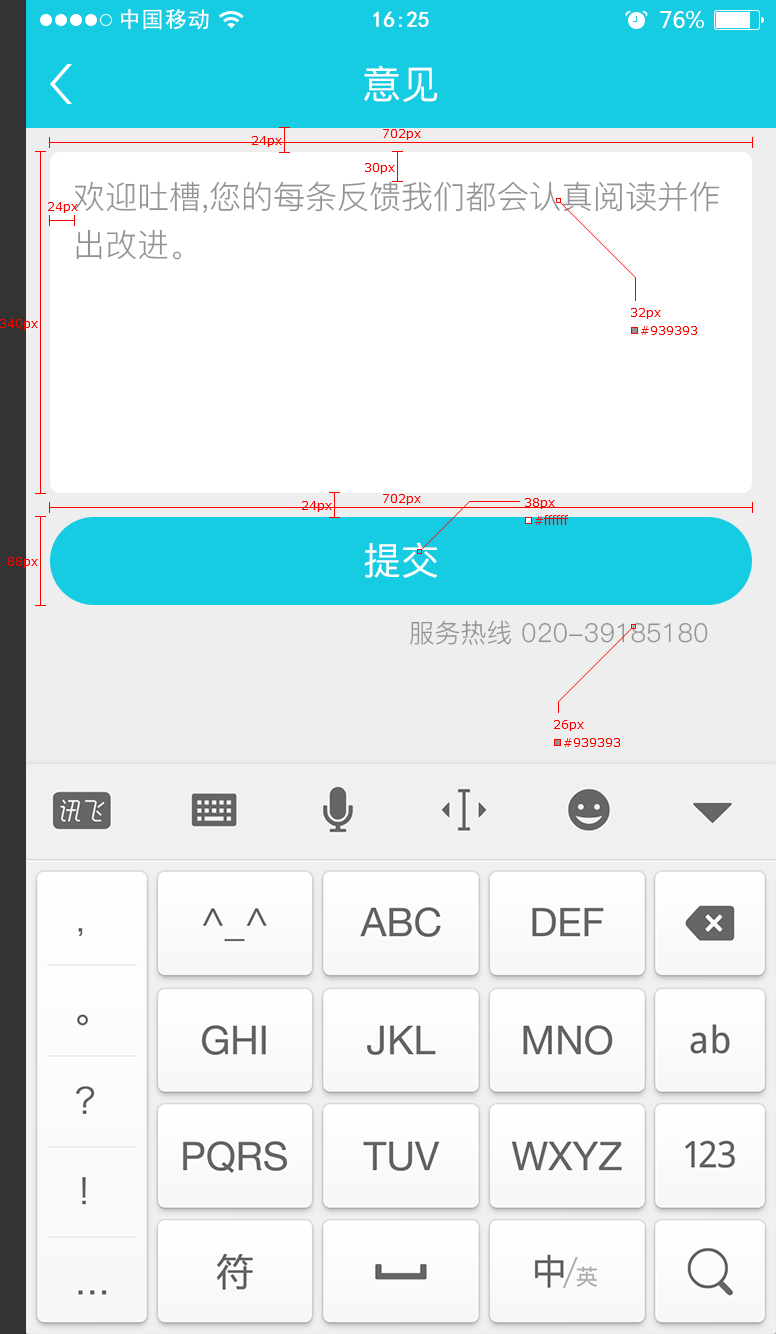 中国移动 16:25 76%
意见
24px 702px
30px
欢迎吐槽,您的每条反馈我们都会认真阅读并作
24px
出改进。
32px
340px
#939393
24px 702px 38px
#ffffff
88px 提交
服务热线 020-39185180
26px
#939393
讯飞
, ^_^ ABC DEF
。 GHI JKL MNO ab
?
PQRS TUV WXYZ 123
!
符 中/英
...